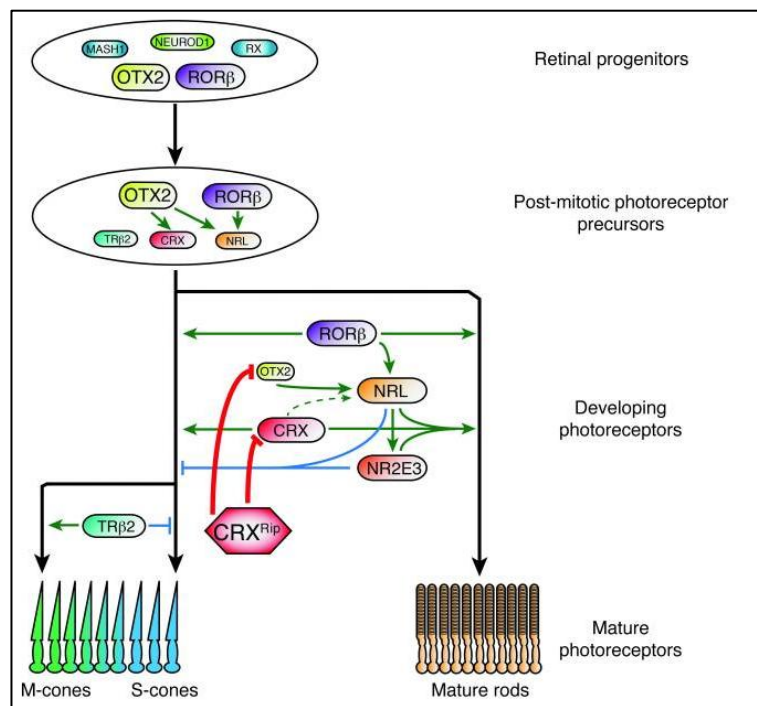 MASH1
NEUROD1
RX
OTX2
RORβ
Retinal progenitors
OTX2
RORβ
TRβ2
CRX
NRL
Post-mitotic photoreceptor
precursors
RORβ
OTX2
NRL
CRX
NR2E3
Developing
photoreceptors
TRβ2
CRXᴿⁱᵖ
Mature
photoreceptors
M-cones
S-cones
Mature rods